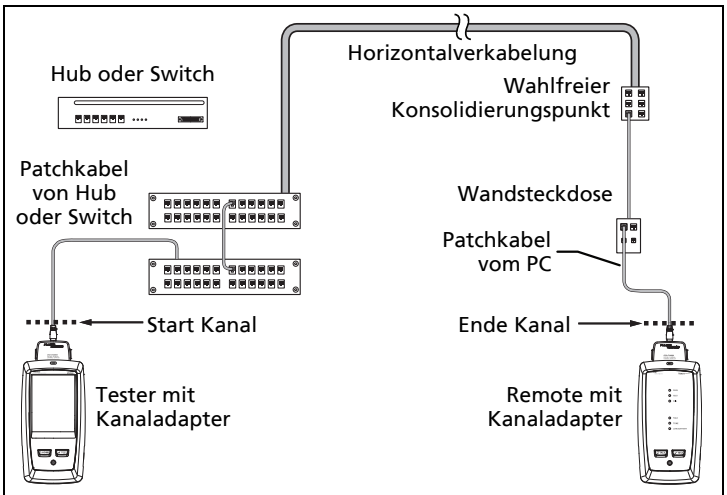 Horizontalverkabelung
Hub oder Switch
Wahlfreier
Konsolidierungspunkt
Patchkabel
von Hub
oder Switch
Wandsteckdose
Patchkabel
vom PC
Start Kanal
Ende Kanal
Tester mit
Kanaladapter
Remote mit
Kanaladapter